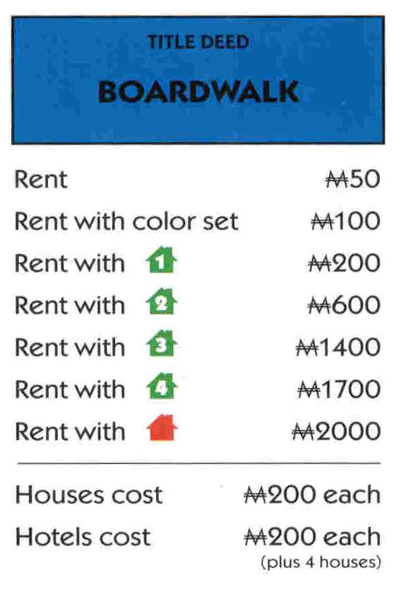 TITLE DEED
BOARDWALK
Rent ₩50
Rent with color set ₩100
Rent with 1 ₩200
Rent with 2 ₩600
Rent with 3 ₩1400
Rent with 4 ₩1700
Rent with ₩2000
Houses cost ₩200 each
Hotels cost ₩200 each
(plus 4 houses)